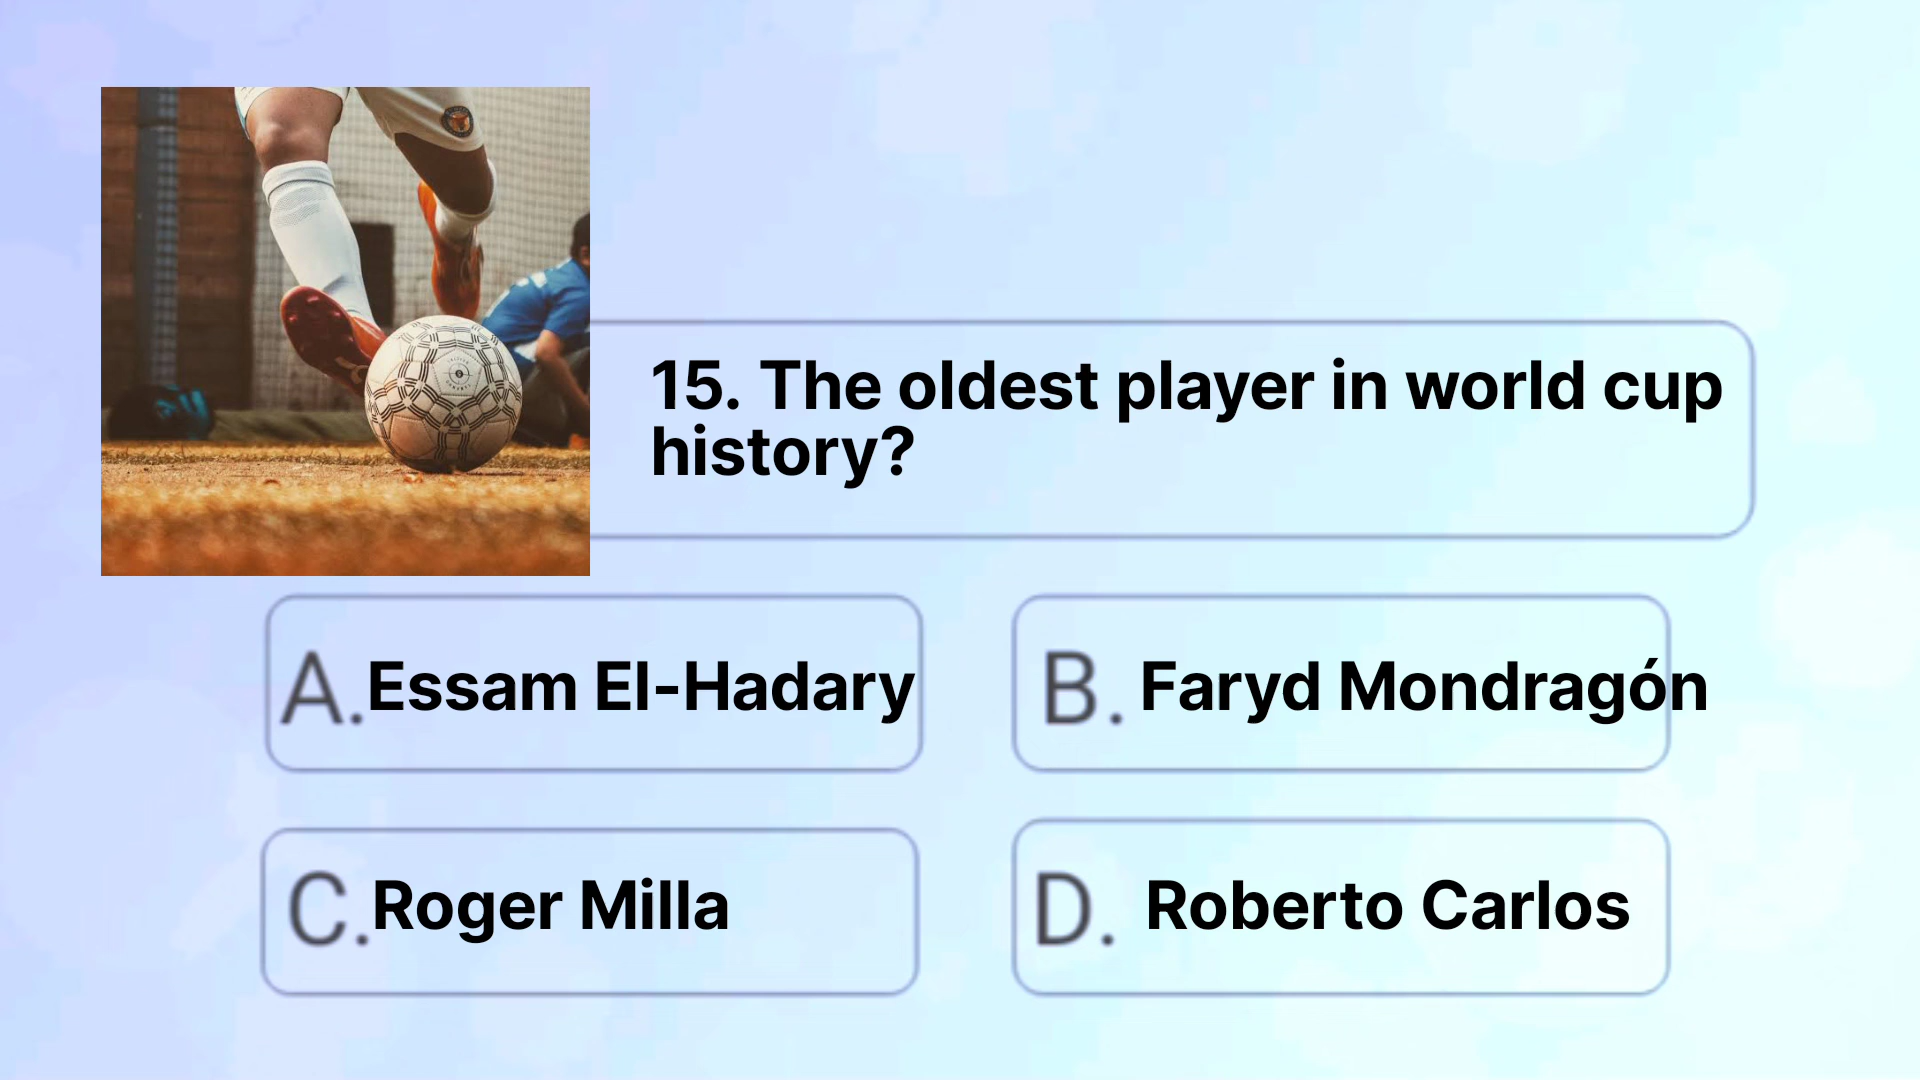 15. The oldest player in world cup
history?
A. Essam El-Hadary
B. Faryd Mondragón
C. Roger Milla
D. Roberto Carlos